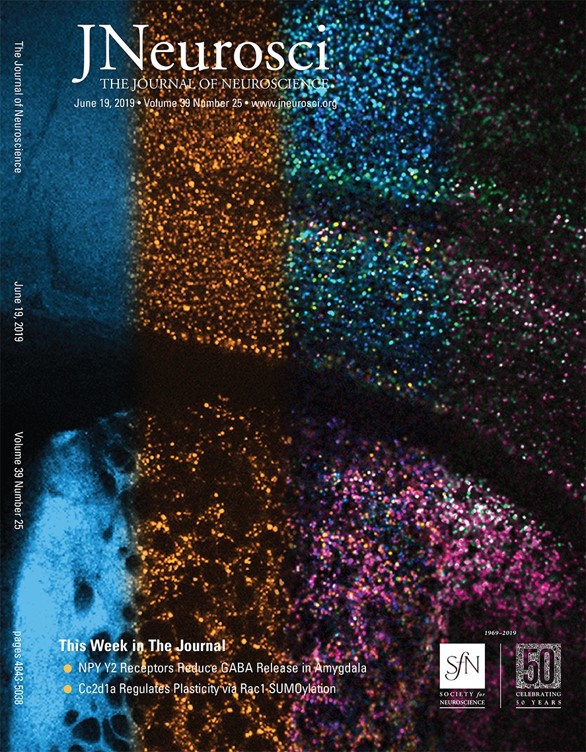 JNeurosci
THE JOURNAL OF NEUROSCIENCE
June 19, 2019 • Volume 39 Number 25 • www.jneurosci.org
The Journal of Neuroscience
June 19, 2019
Volume 39 Number 25
pages 4842-5008
This Week in The Journal
• NPY Y2 Receptors Reduce GABA Release in Amygdala
• Cc2d1a Regulates Plasticity via Rac1 SUMOylation
1969–2019
SfN
SOCIETY for
NEUROSCIENCE
50
CELEBRATING
50 YEARS